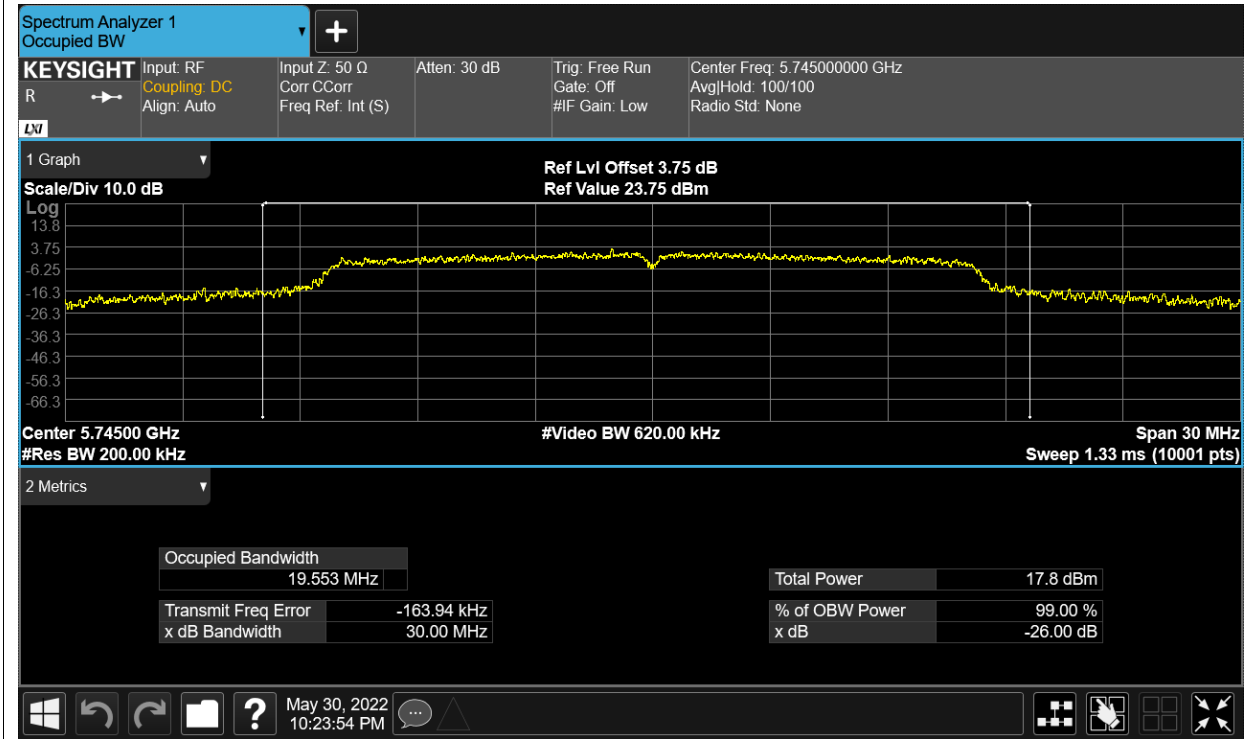 Spectrum Analyzer 1
Occupied BW
KEYSIGHT Input: RF Input Z: 50 Ω Atten: 30 dB Trig: Free Run Center Freq: 5.745000000 GHz
R Coupling: DC Corr CCorr Gate: Off Avg|Hold: 100/100
Align: Auto Freq Ref: Int (S) #IF Gain: Low Radio Std: None
LXI
1 Graph
Ref Lvl Offset 3.75 dB
Scale/Div 10.0 dB Ref Value 23.75 dBm
Log
13.8
3.75
-6.25
-16.3
-26.3
-36.3
-46.3
-56.3
-66.3
Center 5.74500 GHz #Video BW 620.00 kHz Span 30 MHz
#Res BW 200.00 kHz Sweep 1.33 ms (10001 pts)
2 Metrics
Occupied Bandwidth
19.553 MHz Total Power 17.8 dBm
Transmit Freq Error -163.94 kHz % of OBW Power 99.00 %
x dB Bandwidth 30.00 MHz x dB -26.00 dB
May 30, 2022
10:23:54 PM